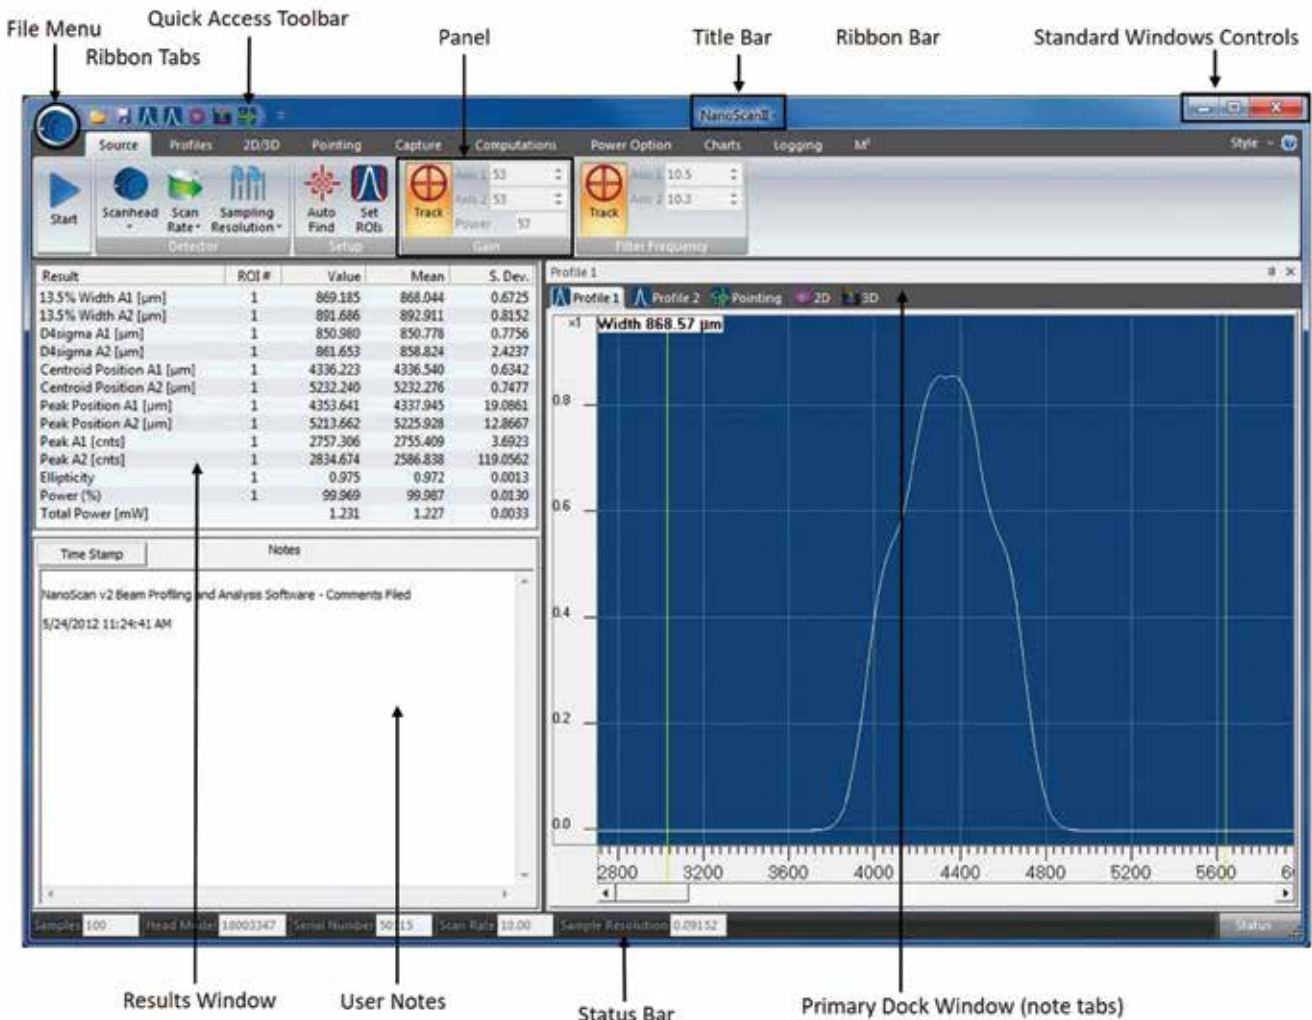 File Menu
Quick Access Toolbar
Ribbon Tabs
Panel
Title Bar
Ribbon Bar
Standard Windows Controls
NanoScanII
Source Profiles 2D/3D Pointing Capture Computations Power Option Charts Logging M² Style
Start
Scanhead
Scan Rate
Sampling Resolution
Detector
Auto Find
Set ROIs
Setup
Track
Axis 1 53
Axis 2 53
Power 57
Gain
Track
Axis 1 10.5
Axis 2 10.3
Filter Frequency
Result ROI # Value Mean S. Dev.
13.5% Width A1 [µm] 1 869.185 868.044 0.6725
13.5% Width A2 [µm] 1 891.686 892.911 0.8152
D4sigma A1 [µm] 1 850.980 850.778 0.7756
D4sigma A2 [µm] 1 861.653 858.824 2.4237
Centroid Position A1 [µm] 1 4336.223 4336.540 0.6342
Centroid Position A2 [µm] 1 5232.240 5232.276 0.7477
Peak Position A1 [µm] 1 4353.641 4337.945 19.0861
Peak Position A2 [µm] 1 5213.662 5225.928 12.8667
Peak A1 [cnts] 1 2757.306 2755.409 3.6923
Peak A2 [cnts] 1 2834.674 2586.838 119.0562
Ellipticity 1 0.975 0.972 0.0013
Power (%) 1 99.969 99.987 0.0130
Total Power [mW] 1.231 1.227 0.0033
Time Stamp
Notes
NanoScan v2 Beam Profiling and Analysis Software - Comments Filed
5/24/2012 11:24:41 AM
Profile 1
Profile 1 Profile 2 Pointing 2D 3D
x1
Width 868.57 µm
0.8
0.6
0.4
0.2
0.0
2800 3200 3600 4000 4400 4800 5200 5600
Samples 100 Head Model Serial Number Scan Rate 10.00 Sample Resolution 0.09152 Status
Results Window
User Notes
Status Bar
Primary Dock Window (note tabs)